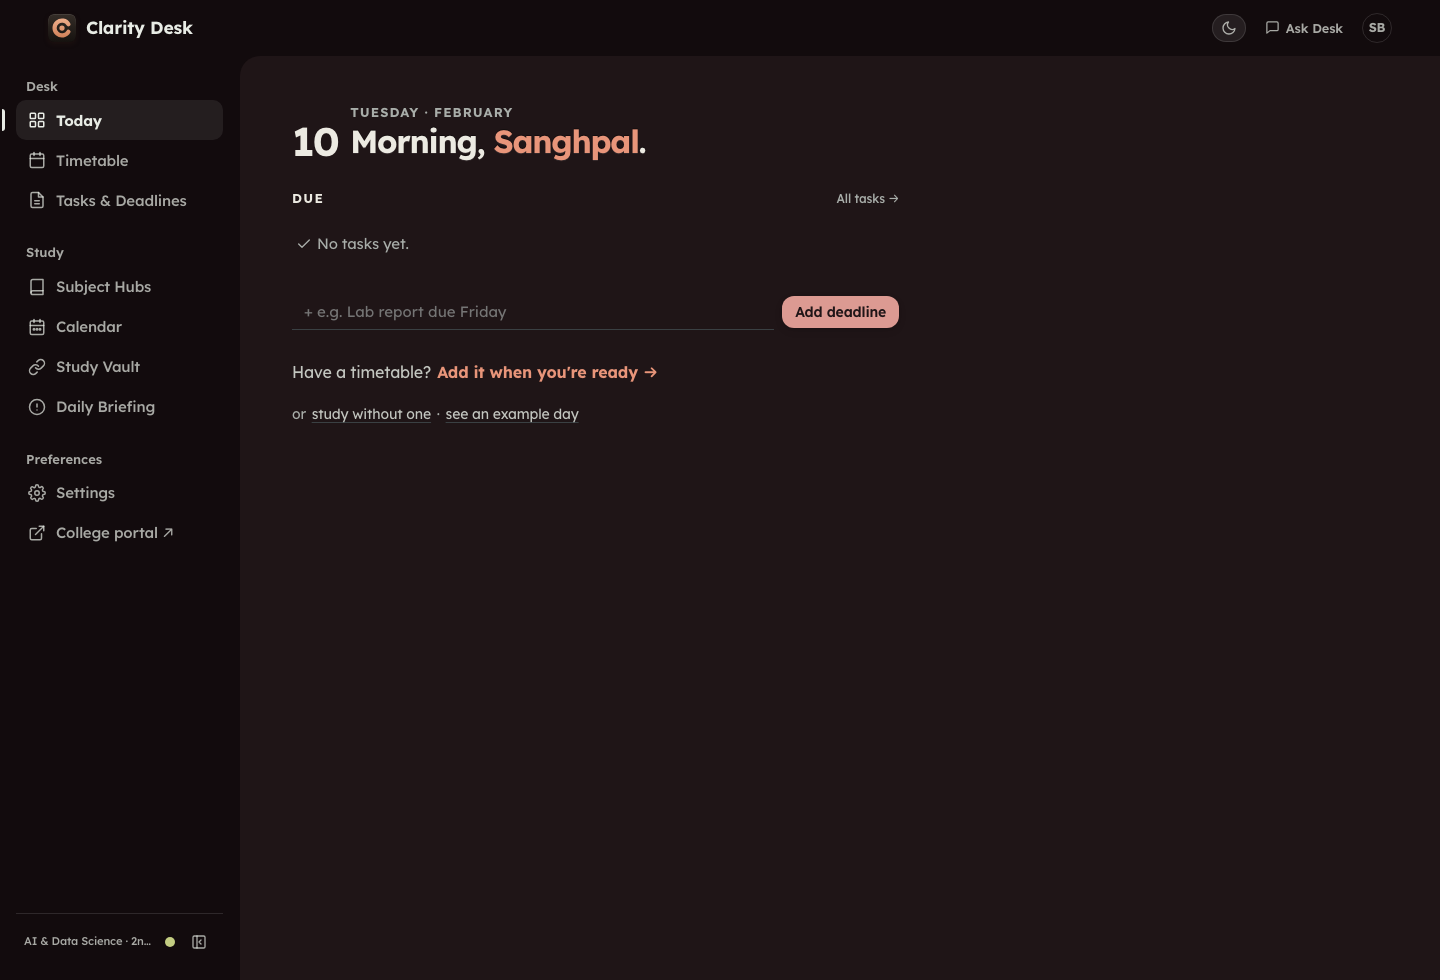 Clarity Desk
Ask Desk
SB
Desk
Today
Timetable
Tasks & Deadlines
Study
Subject Hubs
Calendar
Study Vault
Daily Briefing
Preferences
Settings
College portal ↗
AI & Data Science · 2n...
TUESDAY · FEBRUARY
10 Morning, Sanghpal.
DUE
All tasks →
No tasks yet.
+ e.g. Lab report due Friday
Add deadline
Have a timetable? Add it when you're ready →
or study without one · see an example day